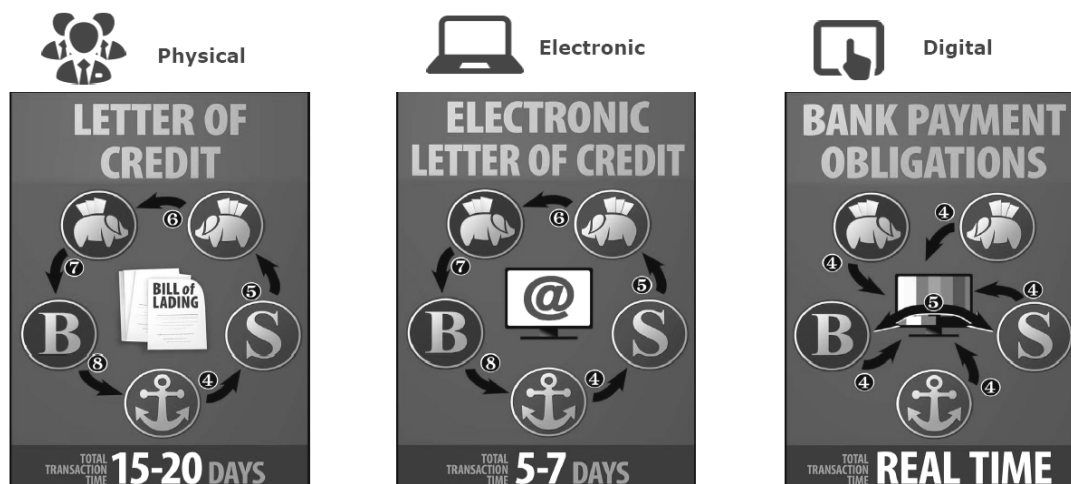 Physical
LETTER OF
CREDIT
6
7
BILL of
LADING
5
B
S
8
4
TOTAL
TRANSACTION
TIME
15-20 DAYS
Electronic
ELECTRONIC
LETTER OF CREDIT
6
7
@
5
B
S
8
4
TOTAL
TRANSACTION
TIME
5-7 DAYS
Digital
BANK PAYMENT
OBLIGATIONS
4
4
4
5
B
S
4
4
TOTAL
TRANSACTION
TIME
REAL TIME